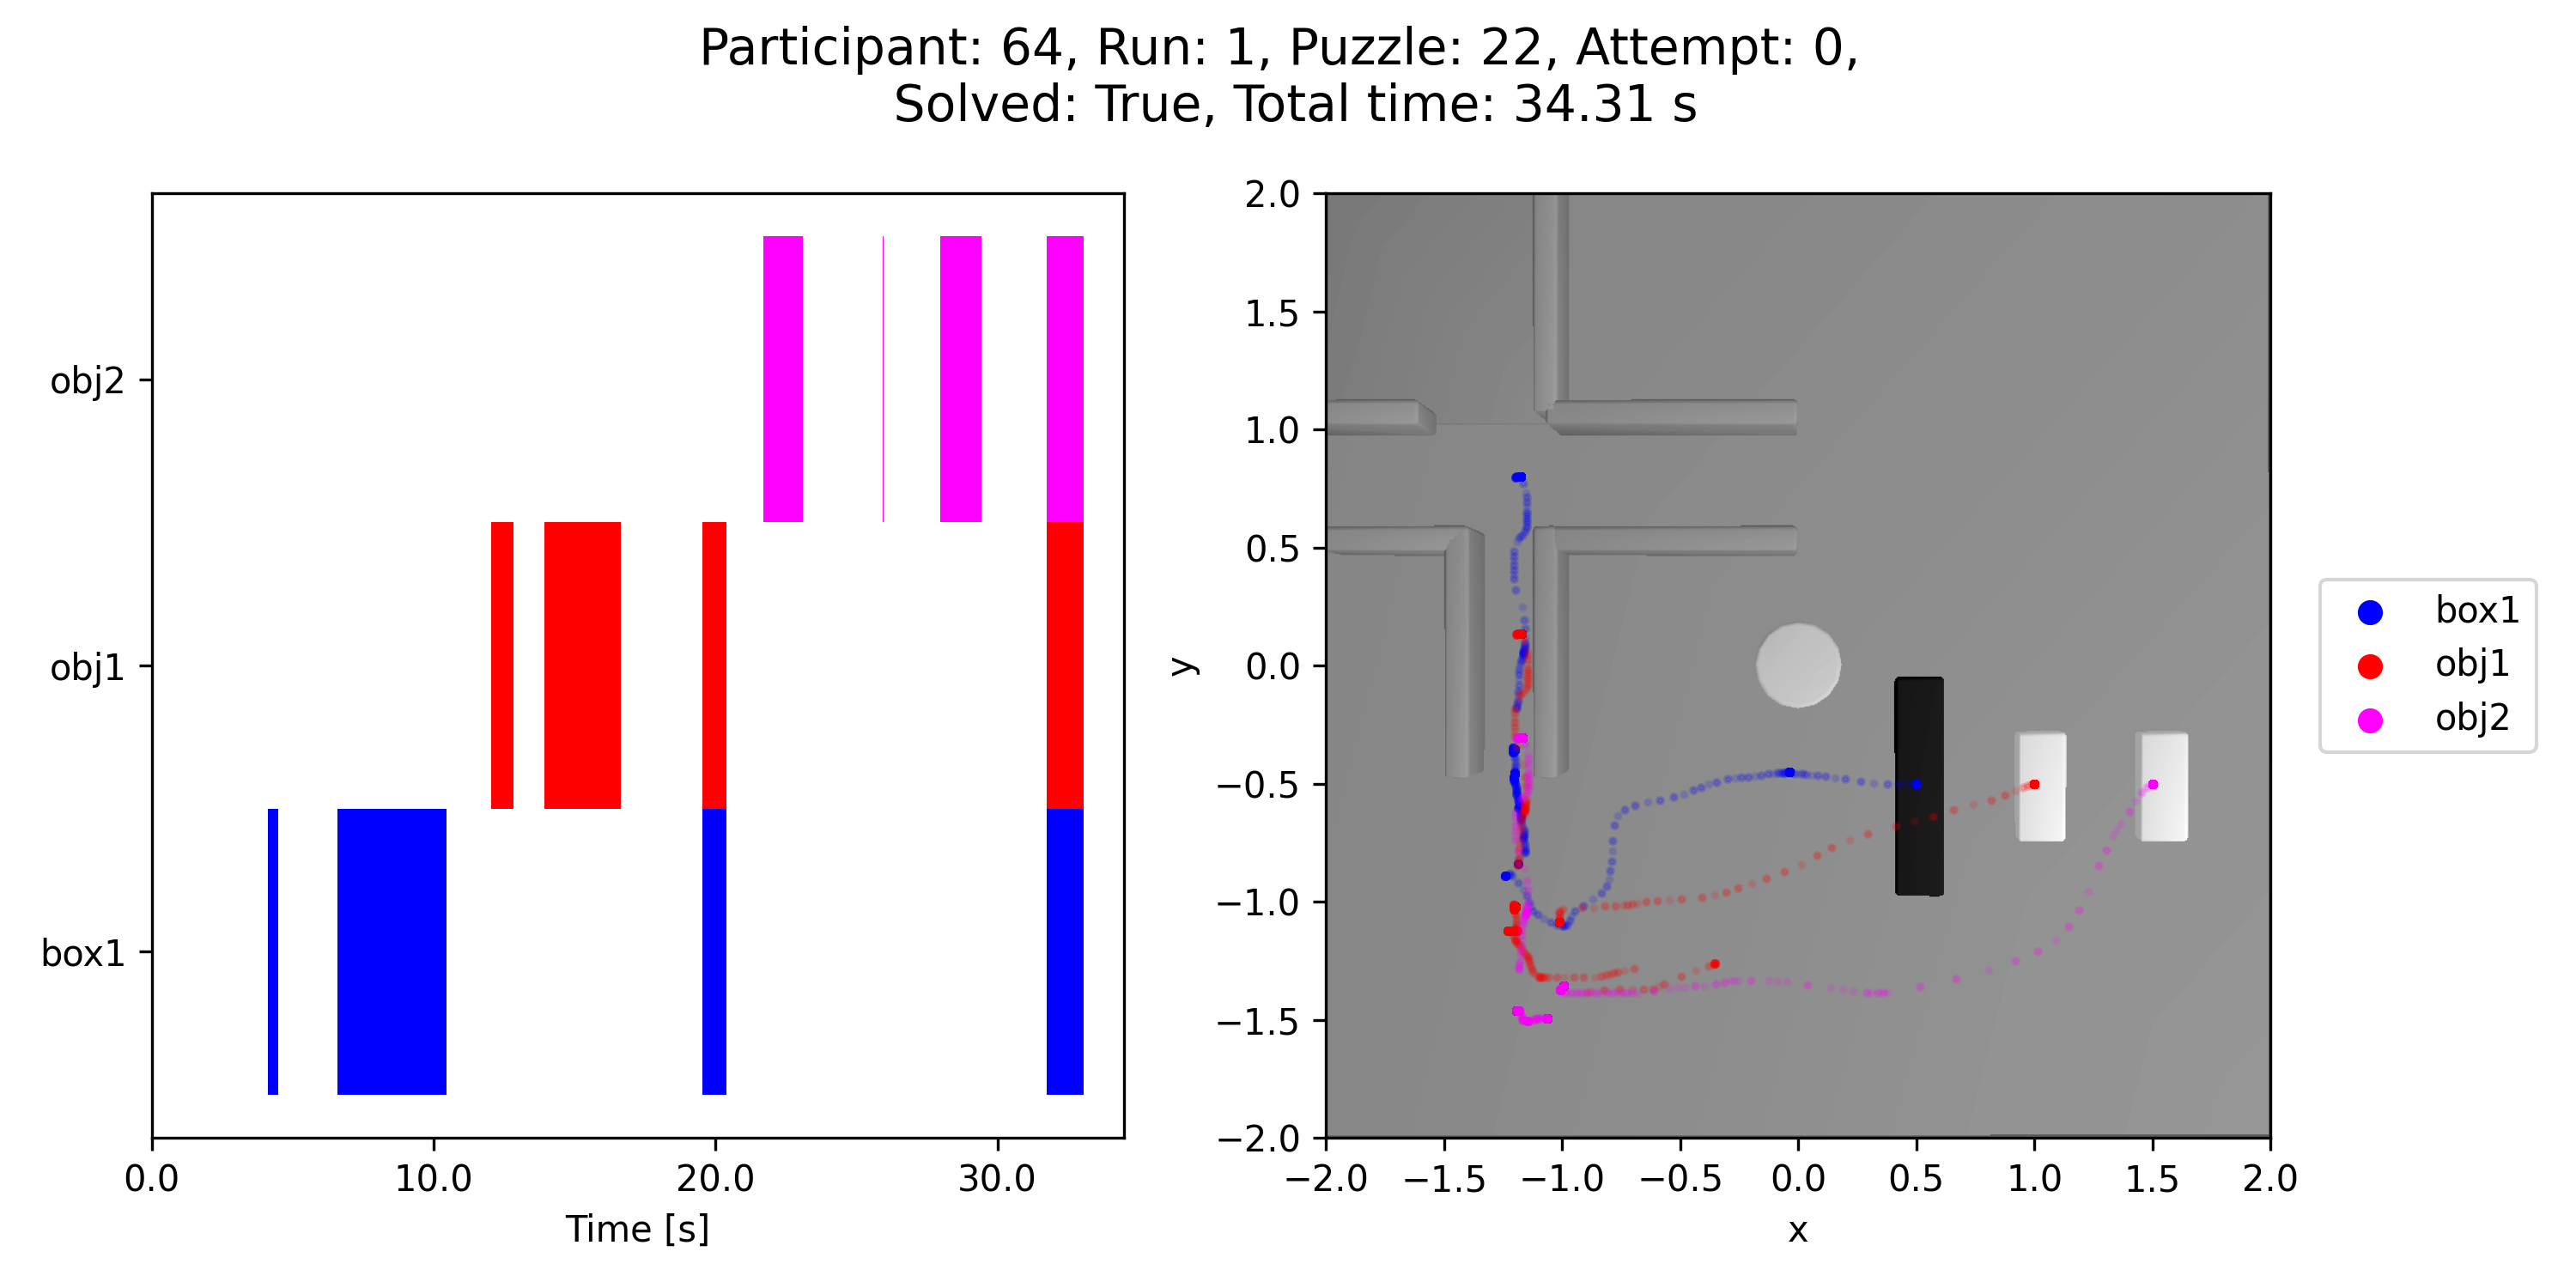 Participant: 64, Run: 1, Puzzle: 22, Attempt: 0,
Solved: True, Total time: 34.31 s
obj2
obj1
box1
0.0 10.0 20.0 30.0
Time [s]
2.0
1.5
1.0
0.5
0.0
−0.5
−1.0
−1.5
−2.0
y
−2.0 −1.5 −1.0 −0.5 0.0 0.5 1.0 1.5 2.0
x
box1
obj1
obj2